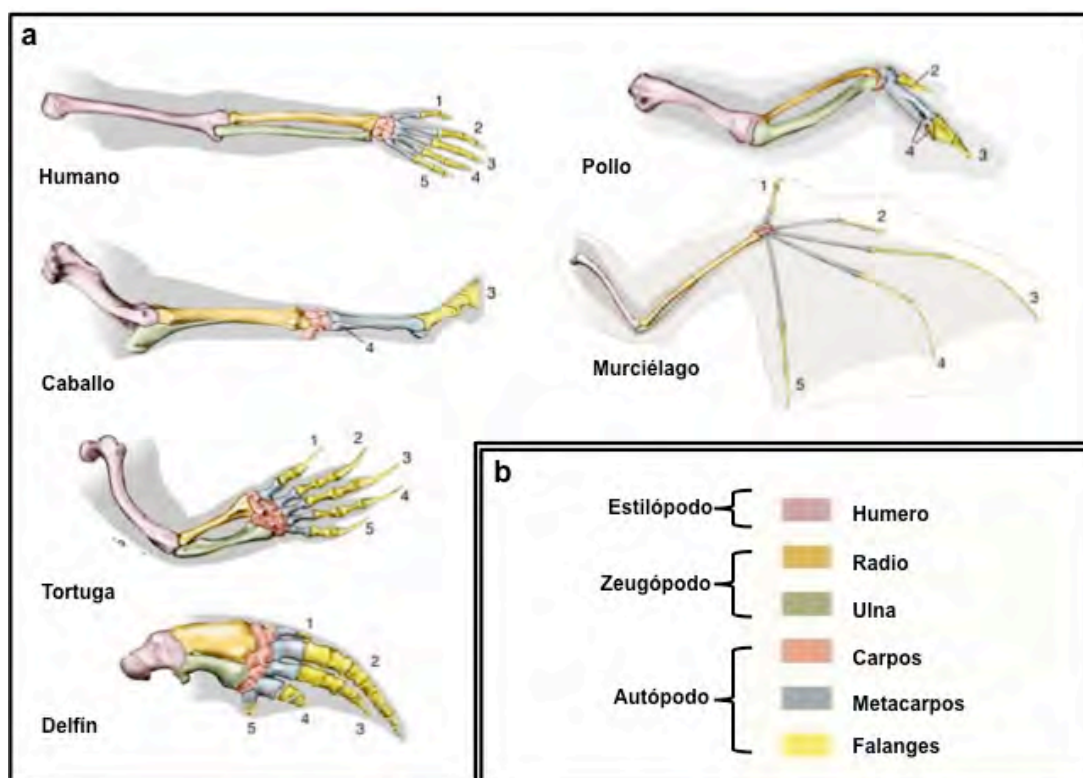 a
1
2
3
4
5
Humano
2
4
3
Pollo
3
4
Caballo
1
2
3
4
5
Murciélago
1
2
3
4
5
Tortuga
1
2
3
4
5
Delfín
b
Estilópodo
Humero
Zeugópodo
Radio
Ulna
Autópodo
Carpos
Metacarpos
Falanges